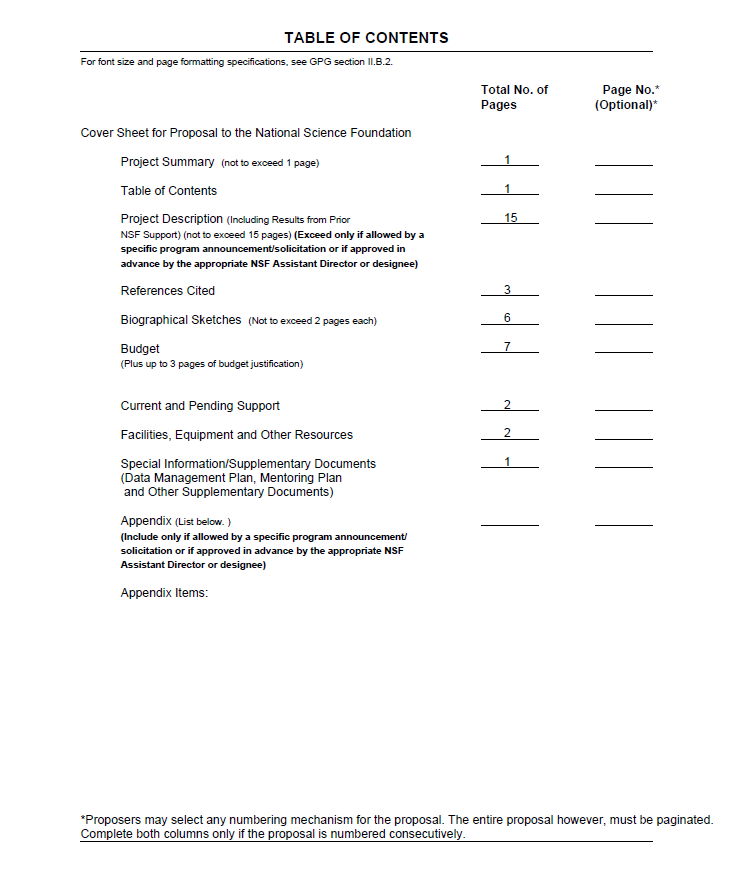 TABLE OF CONTENTS
For font size and page formatting specifications, see GPG section II.B.2.
Total No. of Page No.*
Pages (Optional)*
Cover Sheet for Proposal to the National Science Foundation
Project Summary (not to exceed 1 page) 1
Table of Contents 1
Project Description (Including Results from Prior 15
NSF Support) (not to exceed 15 pages) (Exceed only if allowed by a
specific program announcement/solicitation or if approved in
advance by the appropriate NSF Assistant Director or designee)
References Cited 3
Biographical Sketches (Not to exceed 2 pages each) 6
Budget 7
(Plus up to 3 pages of budget justification)
Current and Pending Support 2
Facilities, Equipment and Other Resources 2
Special Information/Supplementary Documents 1
(Data Management Plan, Mentoring Plan
and Other Supplementary Documents)
Appendix (List below. )
(Include only if allowed by a specific program announcement/
solicitation or if approved in advance by the appropriate NSF
Assistant Director or designee)
Appendix Items:
*Proposers may select any numbering mechanism for the proposal. The entire proposal however, must be paginated.
Complete both columns only if the proposal is numbered consecutively.